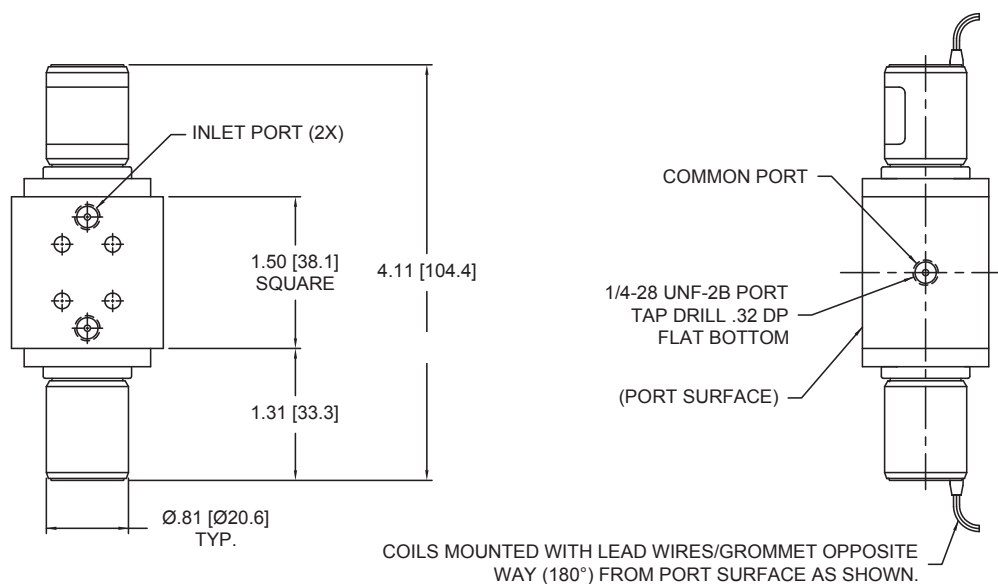 INLET PORT (2X)
1.50 [38.1]
SQUARE
4.11 [104.4]
1.31 [33.3]
Ø.81 [Ø20.6]
TYP.
COMMON PORT
1/4-28 UNF-2B PORT
TAP DRILL .32 DP
FLAT BOTTOM
(PORT SURFACE)
COILS MOUNTED WITH LEAD WIRES/GROMMET OPPOSITE
WAY (180°) FROM PORT SURFACE AS SHOWN.